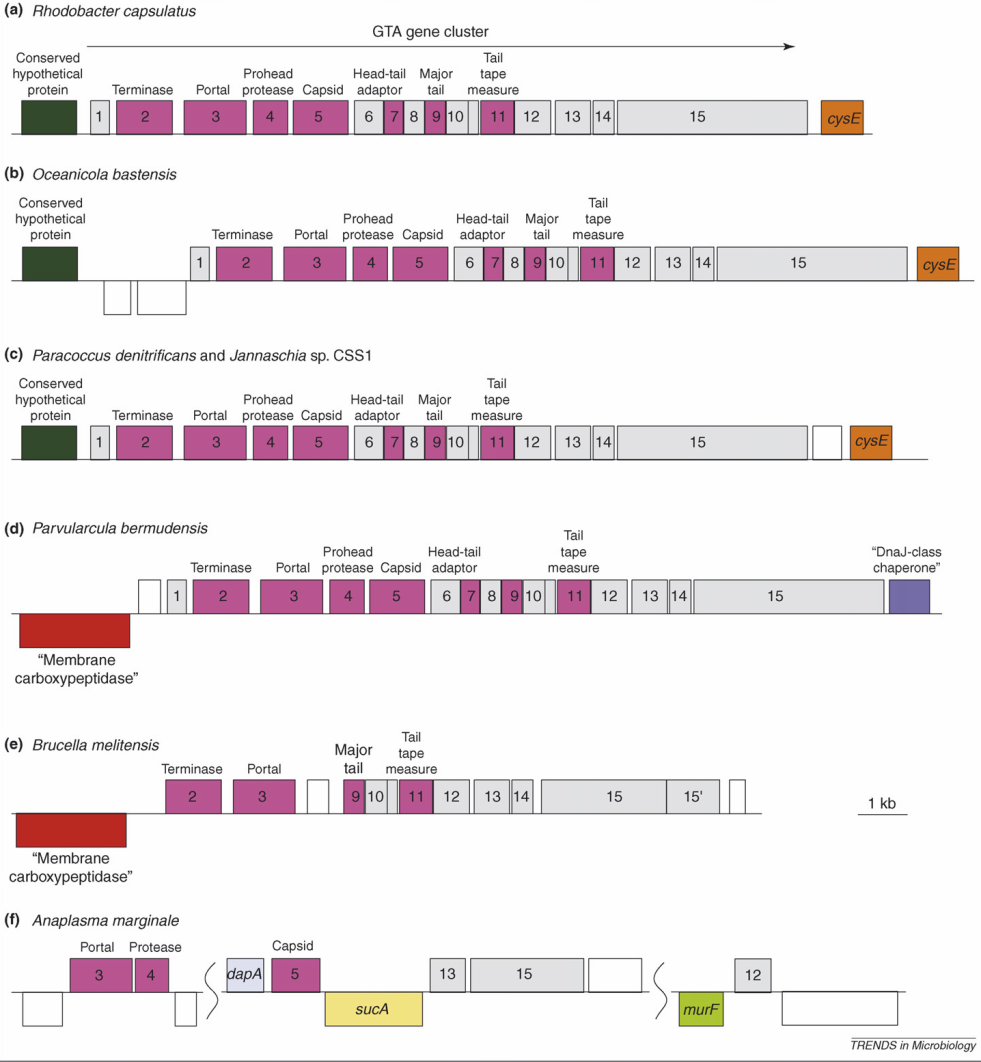 (a) Rhodobacter capsulatus
GTA gene cluster
Conserved
hypothetical
protein
Terminase
Portal
Prohead
protease
Capsid
Head-tail
adaptor
Major
tail
Tail
tape
measure
1 2 3 4 5 6 7 8 9 10 11 12 13 14 15 cysE
(b) Oceanicola bastensis
Conserved
hypothetical
protein
Terminase
Portal
Prohead
protease
Capsid
Head-tail
adaptor
Major
tail
Tail
tape
measure
1 2 3 4 5 6 7 8 9 10 11 12 13 14 15 cysE
(c) Paracoccus denitrificans and Jannaschia sp. CSS1
Conserved
hypothetical
protein
Terminase
Portal
Prohead
protease
Capsid
Head-tail
adaptor
Major
tail
Tail
tape
measure
1 2 3 4 5 6 7 8 9 10 11 12 13 14 15 cysE
(d) Parvularcula bermudensis
Terminase
Portal
Prohead
protease
Capsid
Head-tail
adaptor
Tail
tape
measure
“DnaJ-class
chaperone”
1 2 3 4 5 6 7 8 9 10 11 12 13 14 15
“Membrane
carboxypeptidase”
(e) Brucella melitensis
Terminase
Portal
Major
tail
Tail
tape
measure
2 3 9 10 11 12 13 14 15 15'
1 kb
“Membrane
carboxypeptidase”
(f) Anaplasma marginale
Portal
Protease
Capsid
3 4 dapA 5 13 15 12
sucA murF
TRENDS in Microbiology